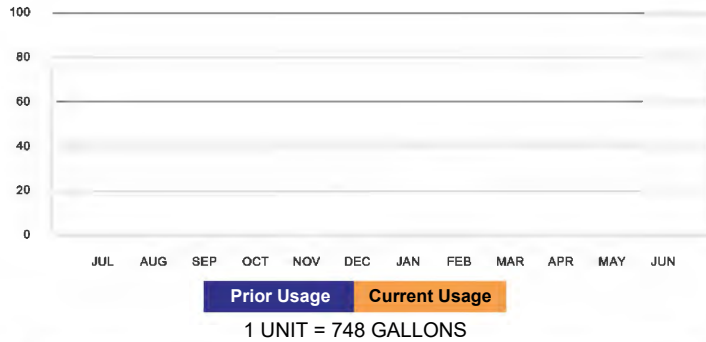 100
80
60
40
20
0
JUL AUG SEP OCT NOV DEC JAN FEB MAR APR MAY JUN
Prior Usage Current Usage
1 UNIT = 748 GALLONS